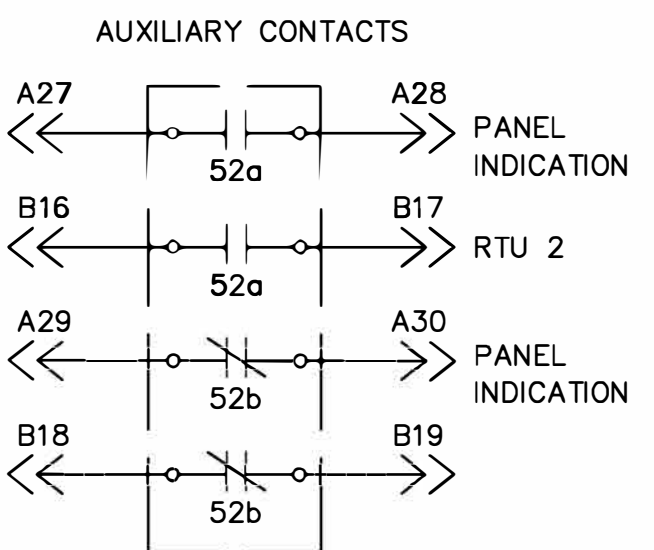 AUXILIARY CONTACTS
A27
A28
52a
PANEL
INDICATION
B16
B17
52a
RTU 2
A29
A30
52b
PANEL
INDICATION
B18
B19
52b